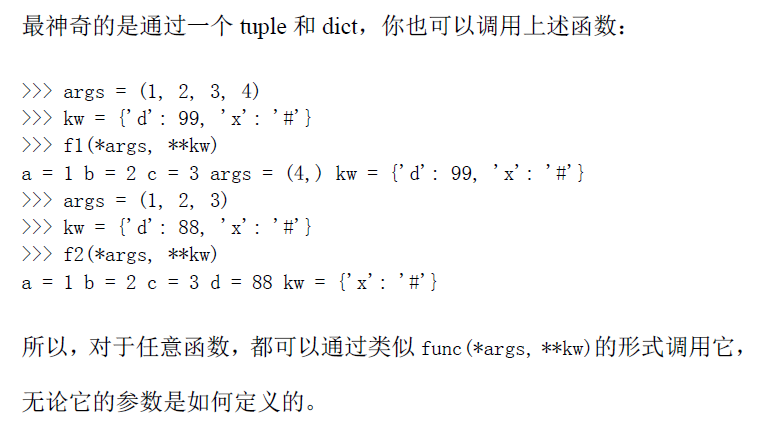 最神奇的是通过一个 tuple 和 dict，你也可以调用上述函数：
>>> args = (1, 2, 3, 4)
>>> kw = {'d': 99, 'x': '#'}
>>> f1(*args, **kw)
a = 1 b = 2 c = 3 args = (4,) kw = {'d': 99, 'x': '#'}
>>> args = (1, 2, 3)
>>> kw = {'d': 88, 'x': '#'}
>>> f2(*args, **kw)
a = 1 b = 2 c = 3 d = 88 kw = {'x': '#'}
所以，对于任意函数，都可以通过类似 func(*args, **kw)的形式调用它，
无论它的参数是如何定义的。